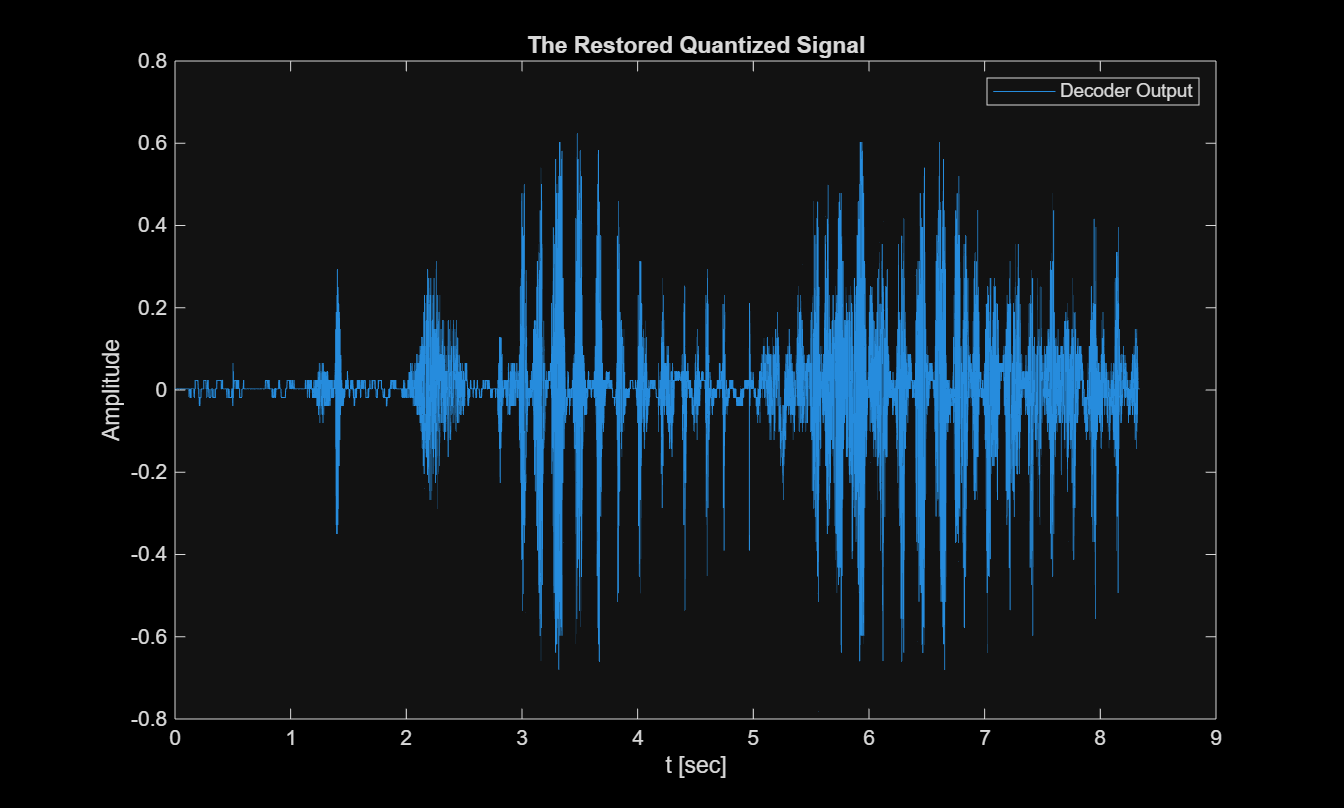 The Restored Quantized Signal
Decoder Output
0.8
0.6
0.4
0.2
0
-0.2
-0.4
-0.6
-0.8
Amplitude
0 1 2 3 4 5 6 7 8 9
t [sec]